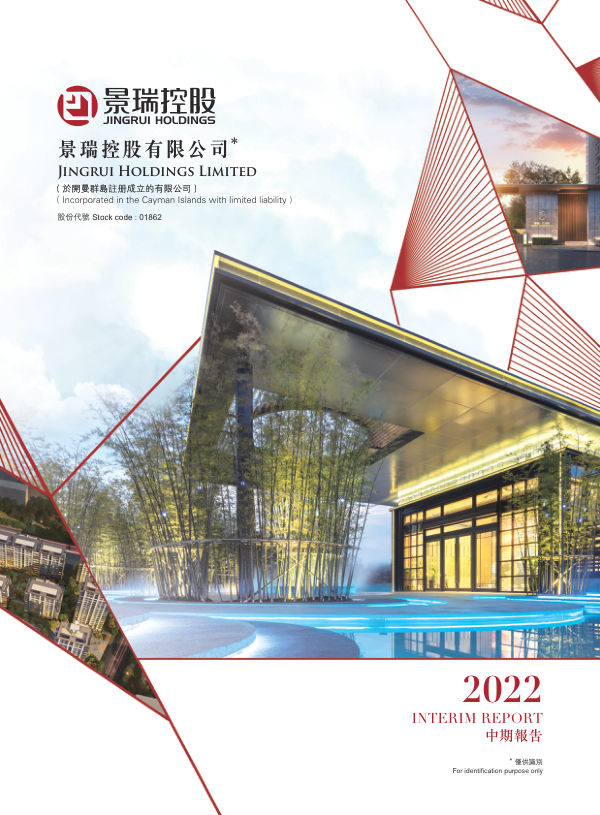 景瑞控股
JINGRUI HOLDINGS
景瑞控股有限公司*
JINGRUI HOLDINGS LIMITED
(於開曼群島註册成立的有限公司)
(Incorporated in the Cayman Islands with limited liability)
股份代號 Stock code : 01862
2022
INTERIM REPORT
中期報告
* 僅供識別
For identification purpose only